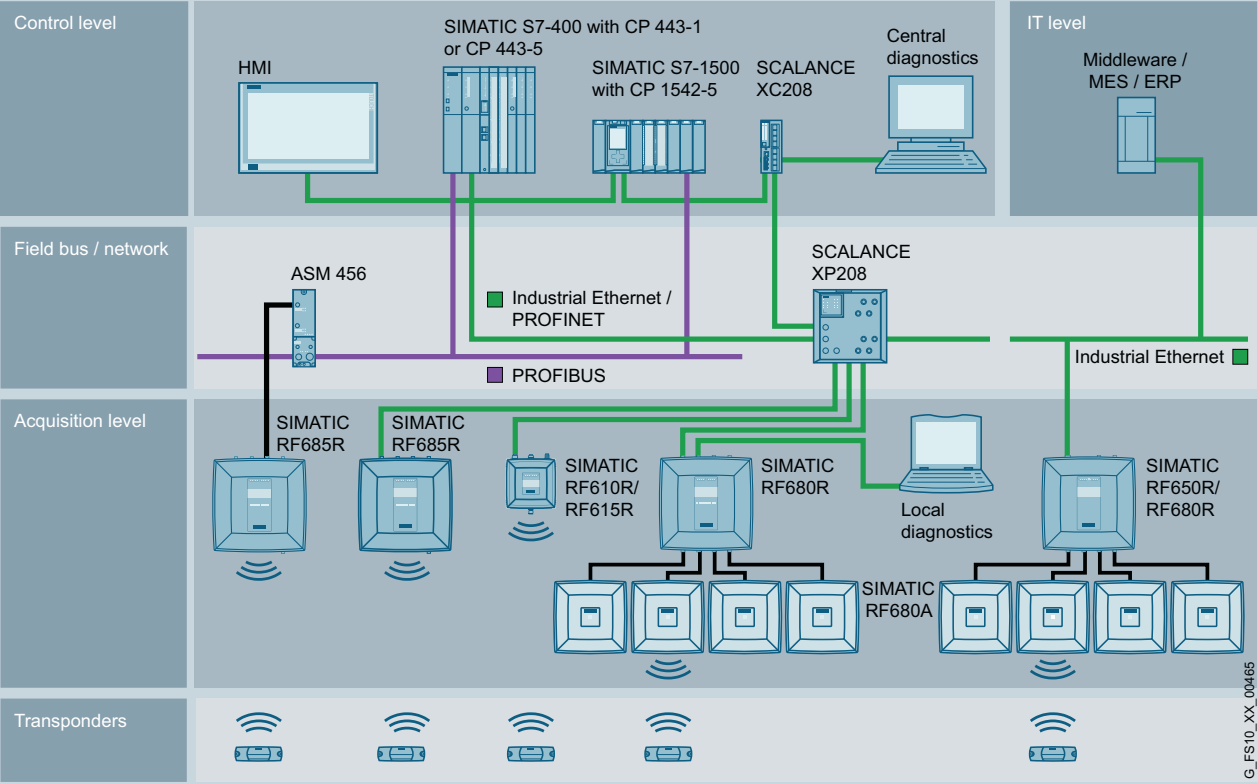 Control level
IT level
SIMATIC S7-400 with CP 443-1
or CP 443-5
HMI
SIMATIC S7-1500
with CP 1542-5
SCALANCE
XC208
Central
diagnostics
Middleware /
MES / ERP
Field bus / network
ASM 456
Industrial Ethernet /
PROFINET
PROFIBUS
SCALANCE
XP208
Industrial Ethernet
Acquisition level
SIMATIC
RF685R
SIMATIC
RF685R
SIMATIC
RF610R/
RF615R
SIMATIC
RF680R
Local
diagnostics
SIMATIC
RF650R/
RF680R
SIMATIC
RF680A
Transponders
G_FS10_XX_00465